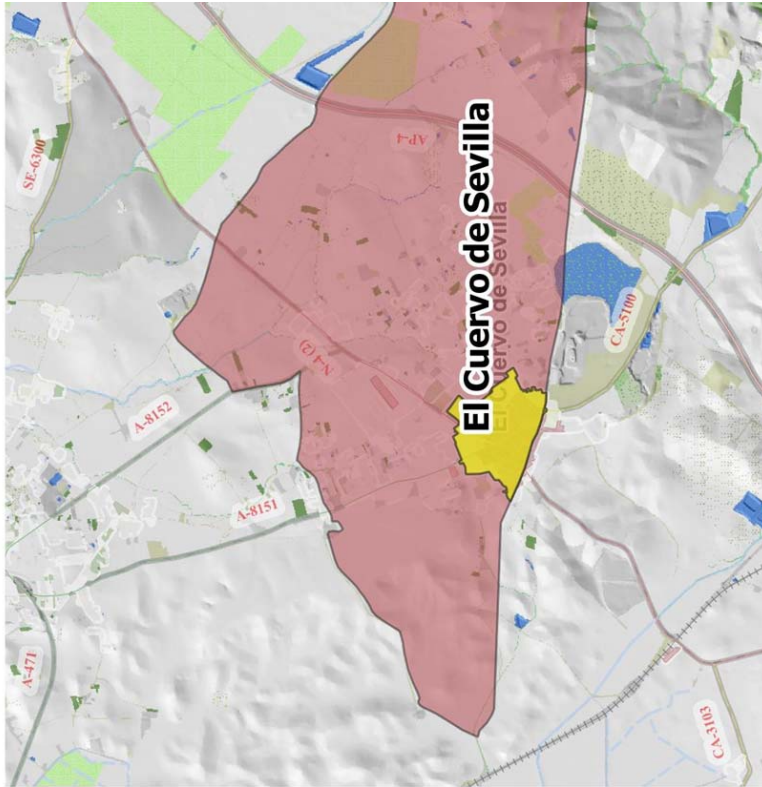 SE-6300
AP-4
El Cuervo de Sevilla
El Cuervo de Sevilla
N-4 (2)
CA-5100
A-8152
A-8151
A-471
CA-3103